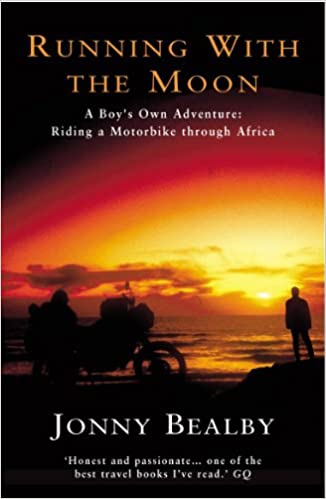 RUNNING WITH
THE MOON
A Boy's Own Adventure:
Riding a Motorbike through Africa
JONNY BEALBY
'Honest and passionate... one of the
best travel books I've read.' GQ